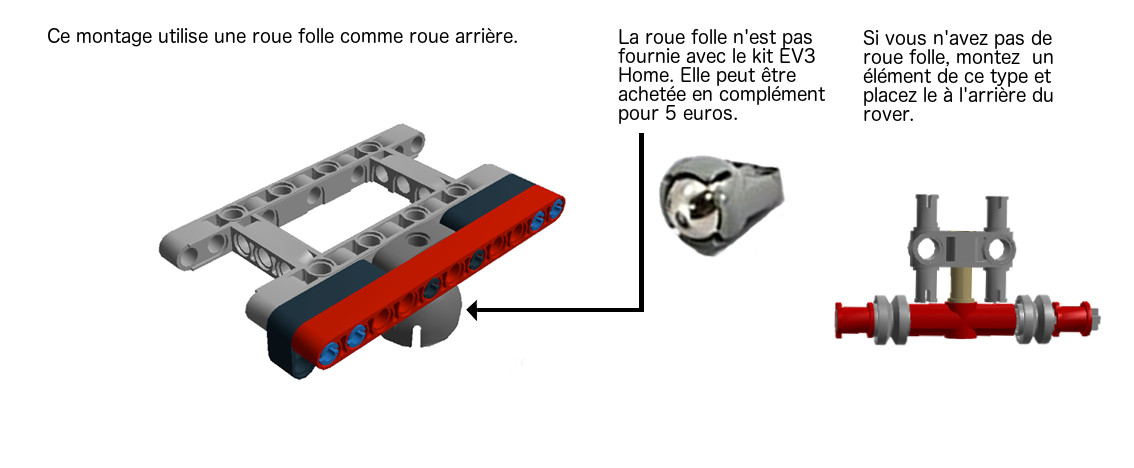 Ce montage utilise une roue folle comme roue arrière.
La roue folle n'est pas
fournie avec le kit EV3
Home. Elle peut être
achetée en complément
pour 5 euros.
Si vous n'avez pas de
roue folle, montez  un
élément de ce type et
placez le à l'arrière du
rover.